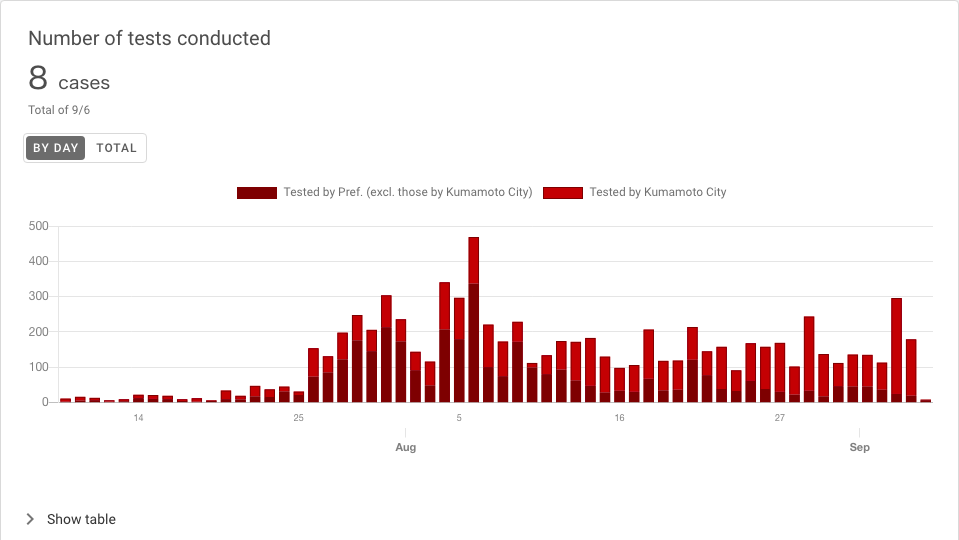 Number of tests conducted
8 cases
Total of 9/6
BY DAY TOTAL
Tested by Pref. (excl. those by Kumamoto City) Tested by Kumamoto City
500
400
300
200
100
0
14 25 5 16 27
Aug Sep
Show table